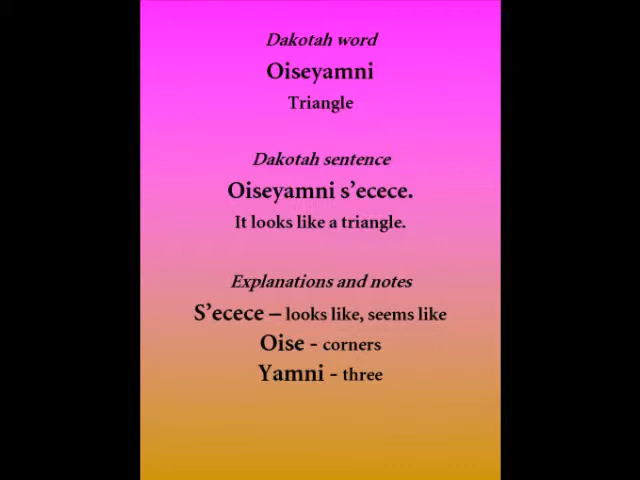 Dakotah word
Oiseyamni
Triangle
Dakotah sentence
Oiseyamni s’ecece.
It looks like a triangle.
Explanations and notes
S’ecece – looks like, seems like
Oise - corners
Yamni - three